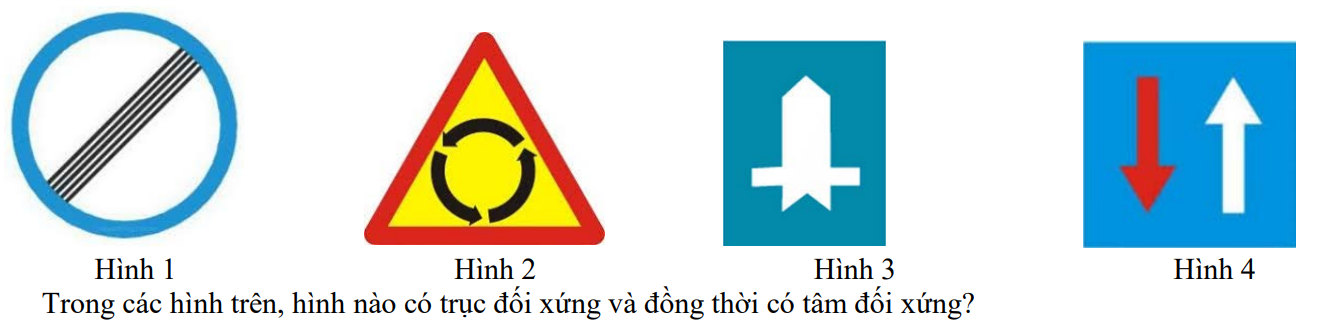 Hình 1 Hình 2 Hình 3 Hình 4
Trong các hình trên, hình nào có trục đối xứng và đồng thời có tâm đối xứng?